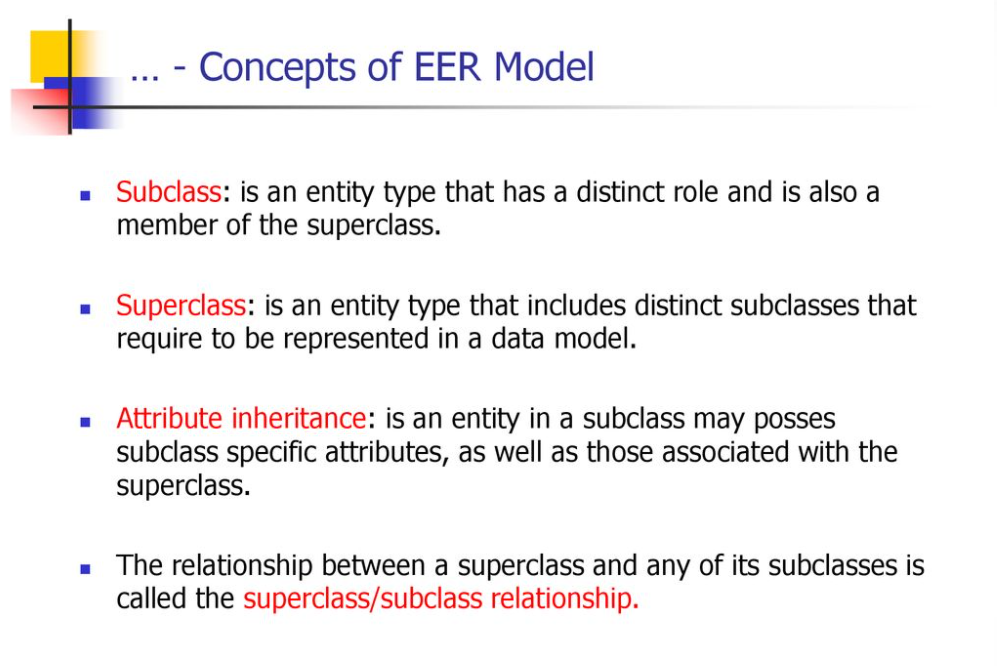 ... - Concepts of EER Model
Subclass: is an entity type that has a distinct role and is also a
member of the superclass.
Superclass: is an entity type that includes distinct subclasses that
require to be represented in a data model.
Attribute inheritance: is an entity in a subclass may posses
subclass specific attributes, as well as those associated with the
superclass.
The relationship between a superclass and any of its subclasses is
called the superclass/subclass relationship.